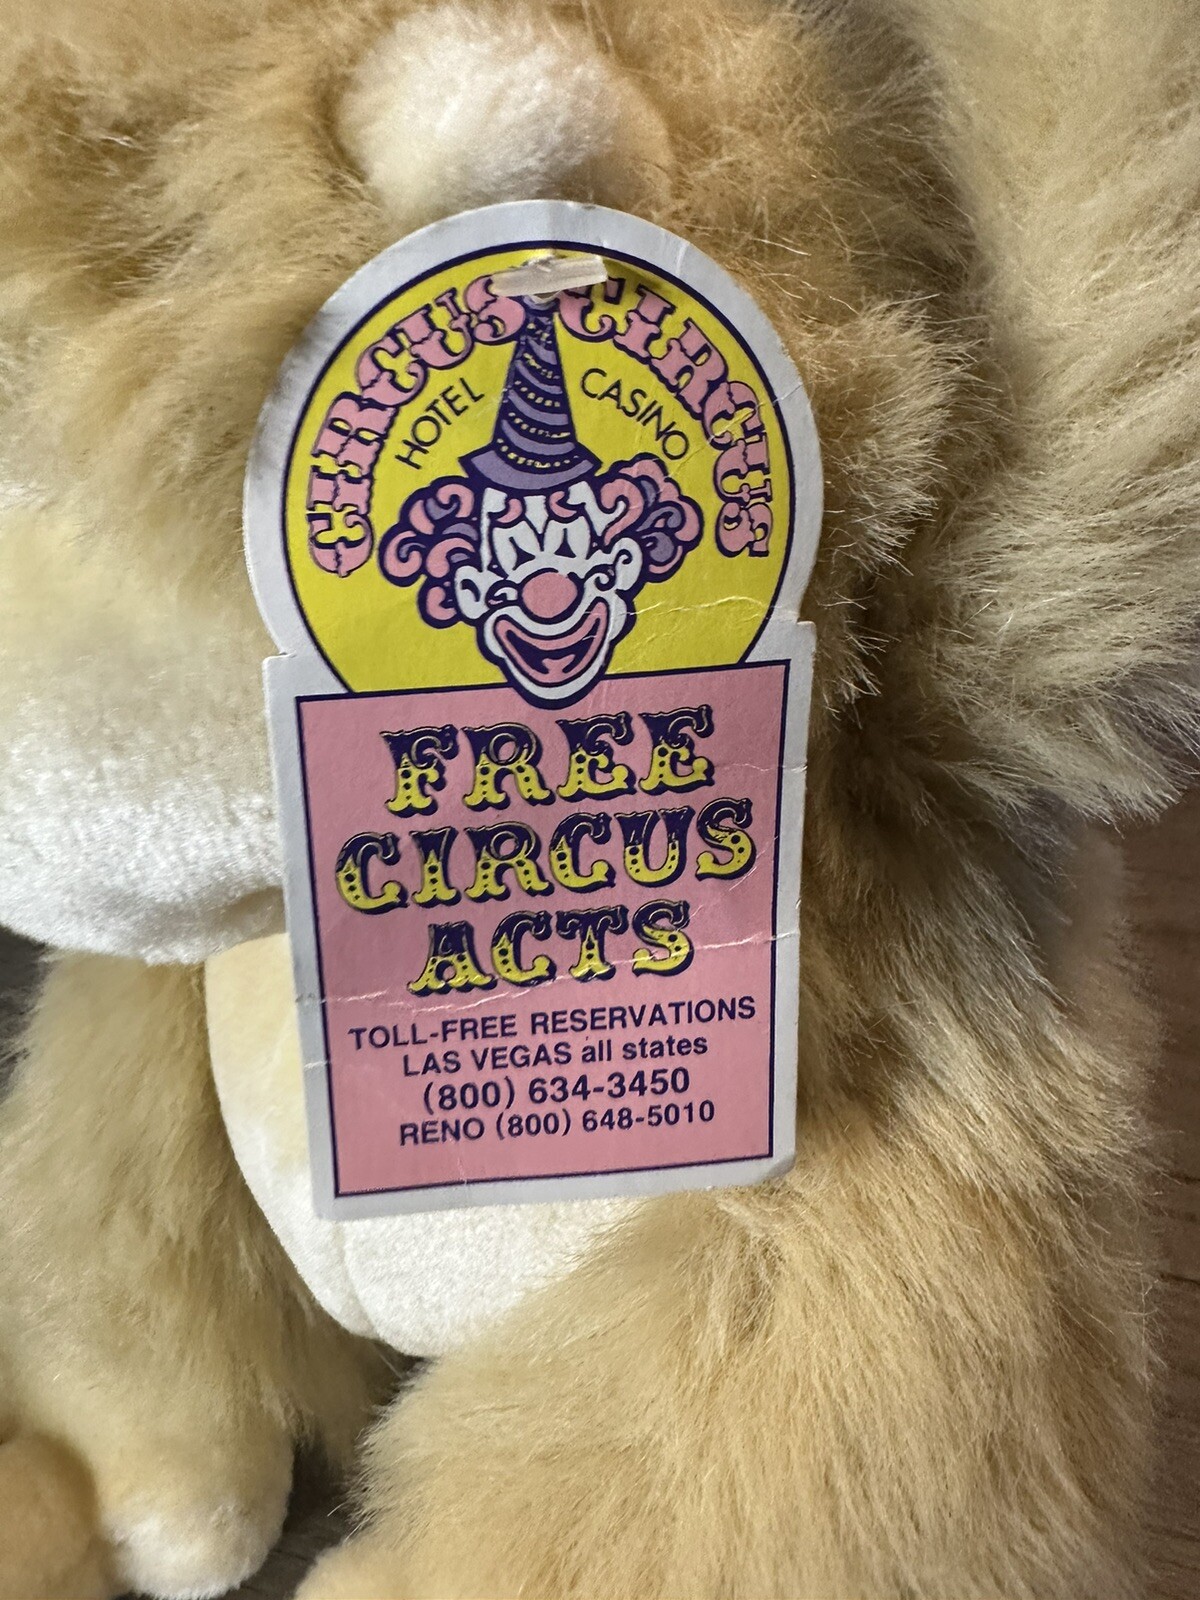 CIRCUS CIRCUS
HOTEL CASINO
FREE
CIRCUS
ACTS
TOLL-FREE RESERVATIONS
LAS VEGAS all states
(800) 634-3450
RENO (800) 648-5010